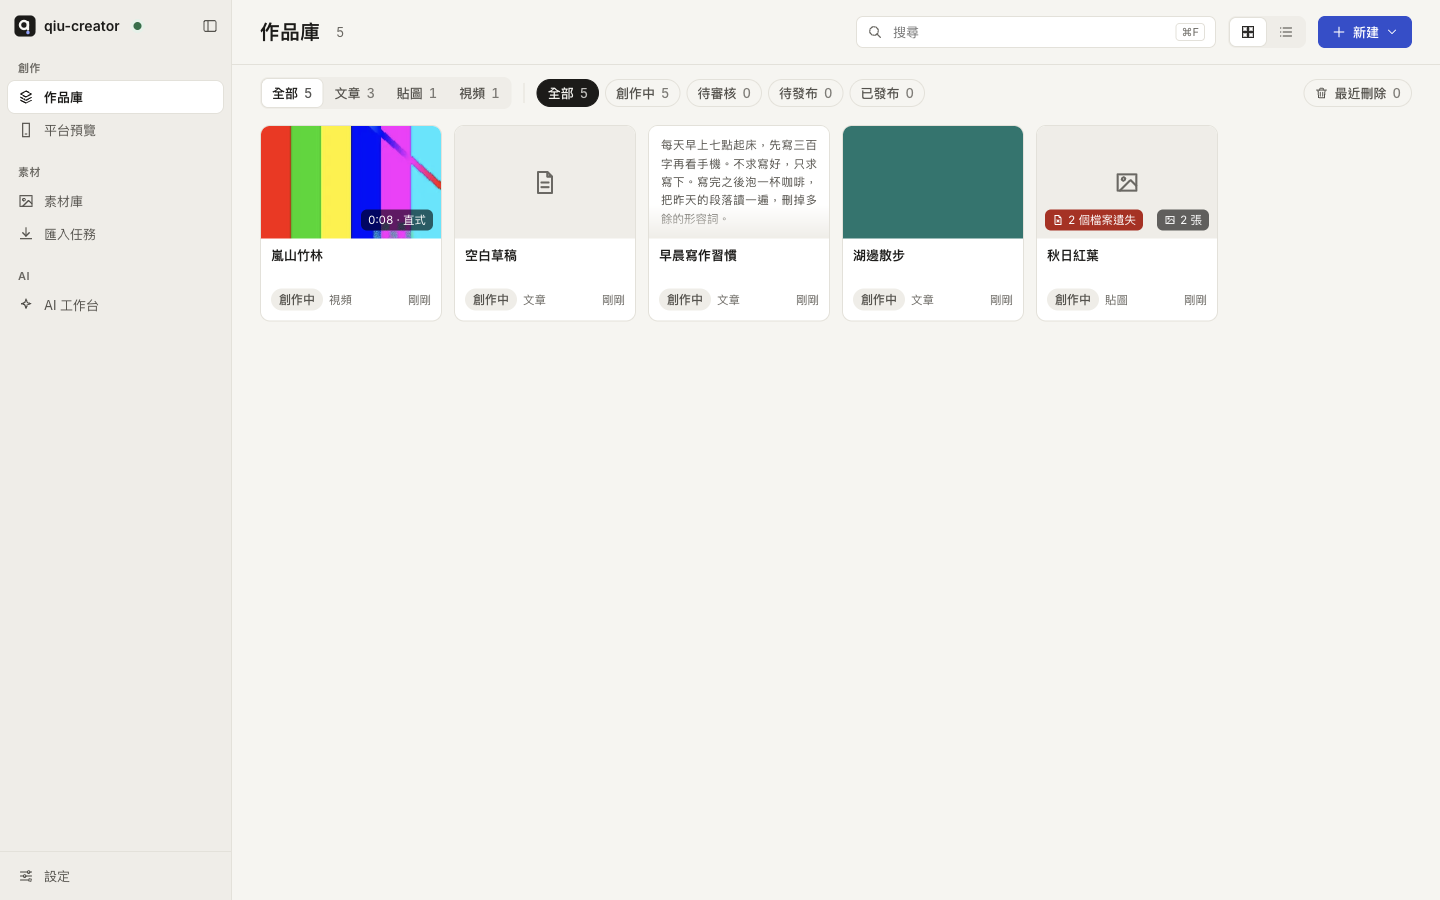 qiu-creator
創作
作品庫
平台預覽
素材
素材庫
匯入任務
AI
AI 工作台
設定
作品庫 5
搜尋 ⌘F
新建
全部 5 文章 3 貼圖 1 視頻 1
全部 5 創作中 5 待審核 0 待發布 0 已發布 0
最近刪除 0
0:08 · 直式
嵐山竹林
創作中 視頻 剛剛
空白草稿
創作中 文章 剛剛
每天早上七點起床，先寫三百
字再看手機。不求寫好，只求
寫下。寫完之後泡一杯咖啡，
把昨天的段落讀一遍，刪掉多
餘的形容詞。
早晨寫作習慣
創作中 文章 剛剛
湖邊散步
創作中 文章 剛剛
2 個檔案遺失 2 張
秋日紅葉
創作中 貼圖 剛剛